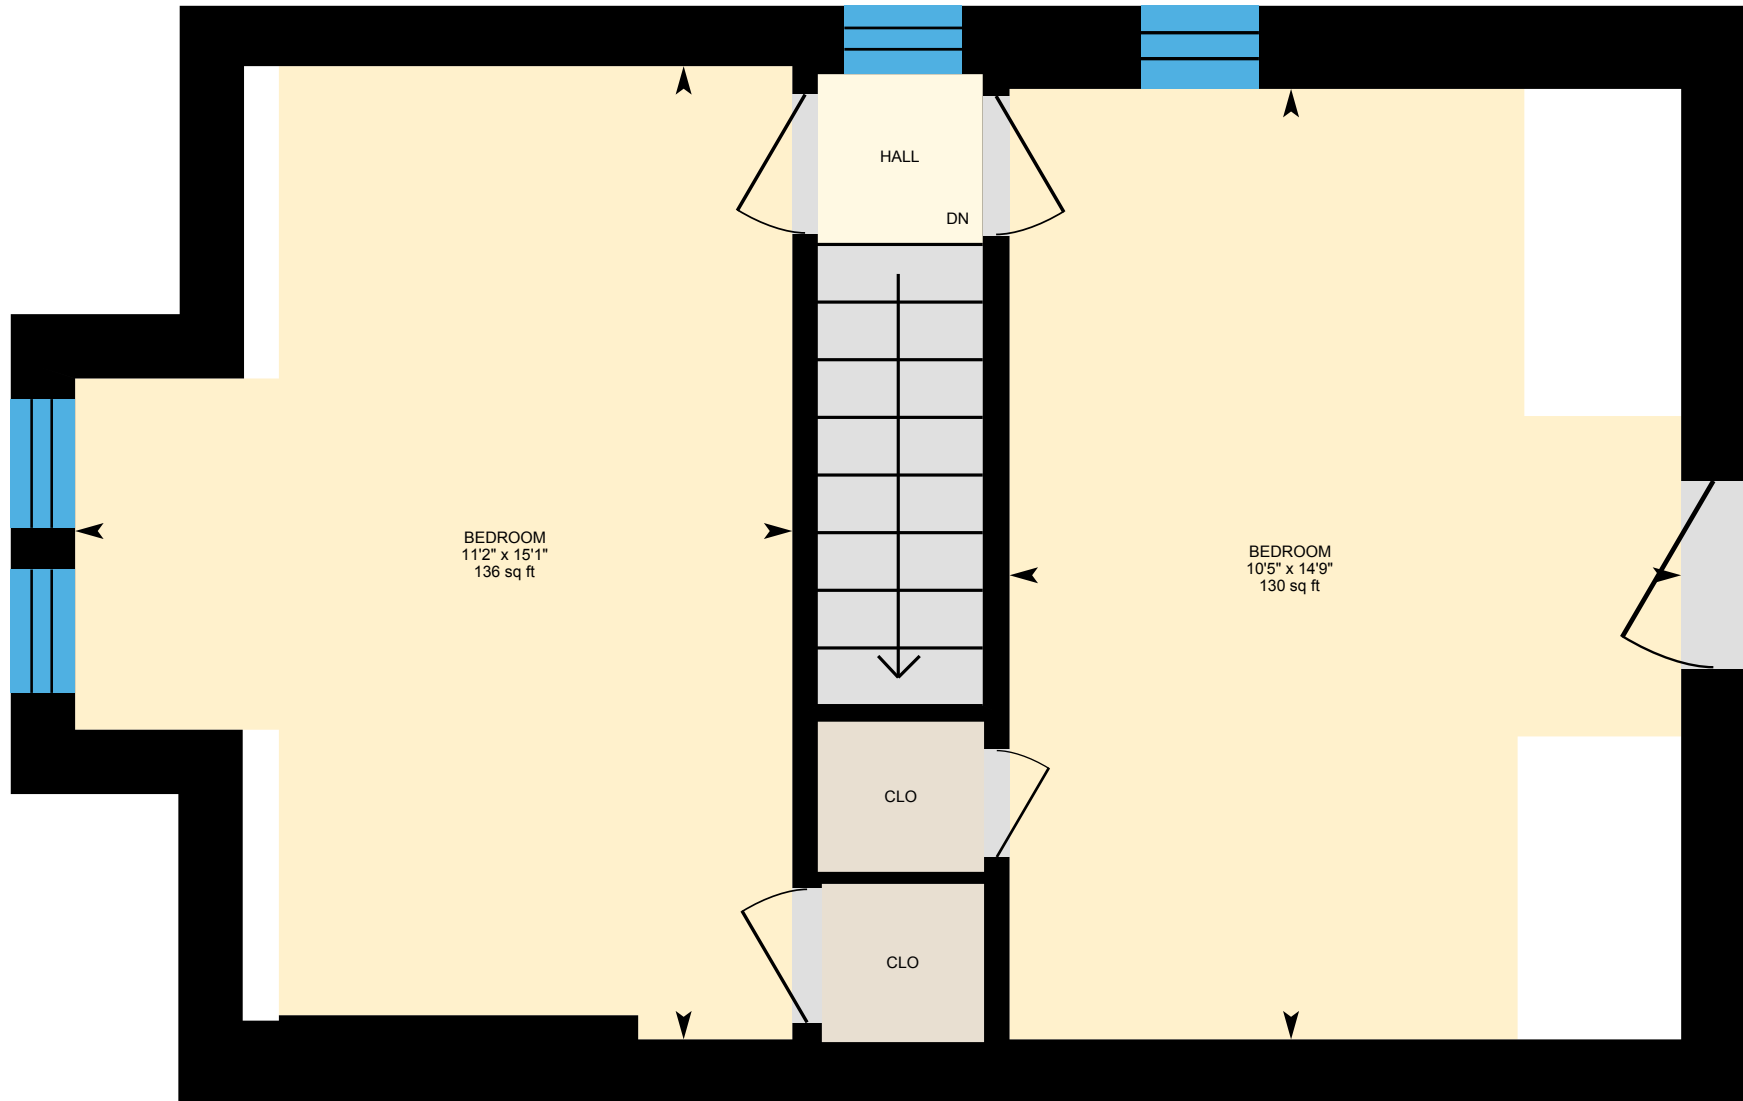 HALL
DN
BEDROOM
11'2" x 15'1"
136 sq ft
BEDROOM
10'5" x 14'9"
130 sq ft
CLO
CLO